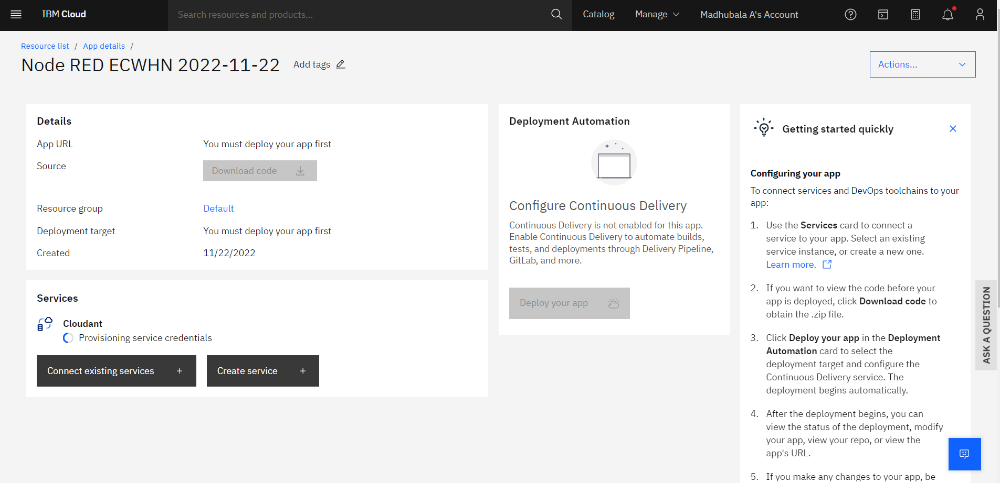 IBM Cloud
Search resources and products...
Catalog
Manage
Madhubala A's Account
Resource list / App details /
Node RED ECWHN 2022-11-22
Add tags
Actions...
Details
App URL
You must deploy your app first
Source
Download code
Resource group
Default
Deployment target
You must deploy your app first
Created
11/22/2022
Services
Cloudant
Provisioning service credentials
Connect existing services +
Create service +
Deployment Automation
Configure Continuous Delivery
Continuous Delivery is not enabled for this app.
Enable Continuous Delivery to automate builds,
tests, and deployments through Delivery Pipeline,
GitLab, and more.
Deploy your app
Getting started quickly
Configuring your app
To connect services and DevOps toolchains to your
app:
1. Use the Services card to connect a
service to your app. Select an existing
service instance, or create a new one.
Learn more.
2. If you want to view the code before your
app is deployed, click Download code to
obtain the .zip file.
3. Click Deploy your app in the Deployment
Automation card to select the
deployment target and configure the
Continuous Delivery service. The
deployment begins automatically.
4. After the deployment begins, you can
view the status of the deployment, modify
your app, view your repo, or view the
app's URL.
5. If you make any changes to your app, be
ASK A QUESTION